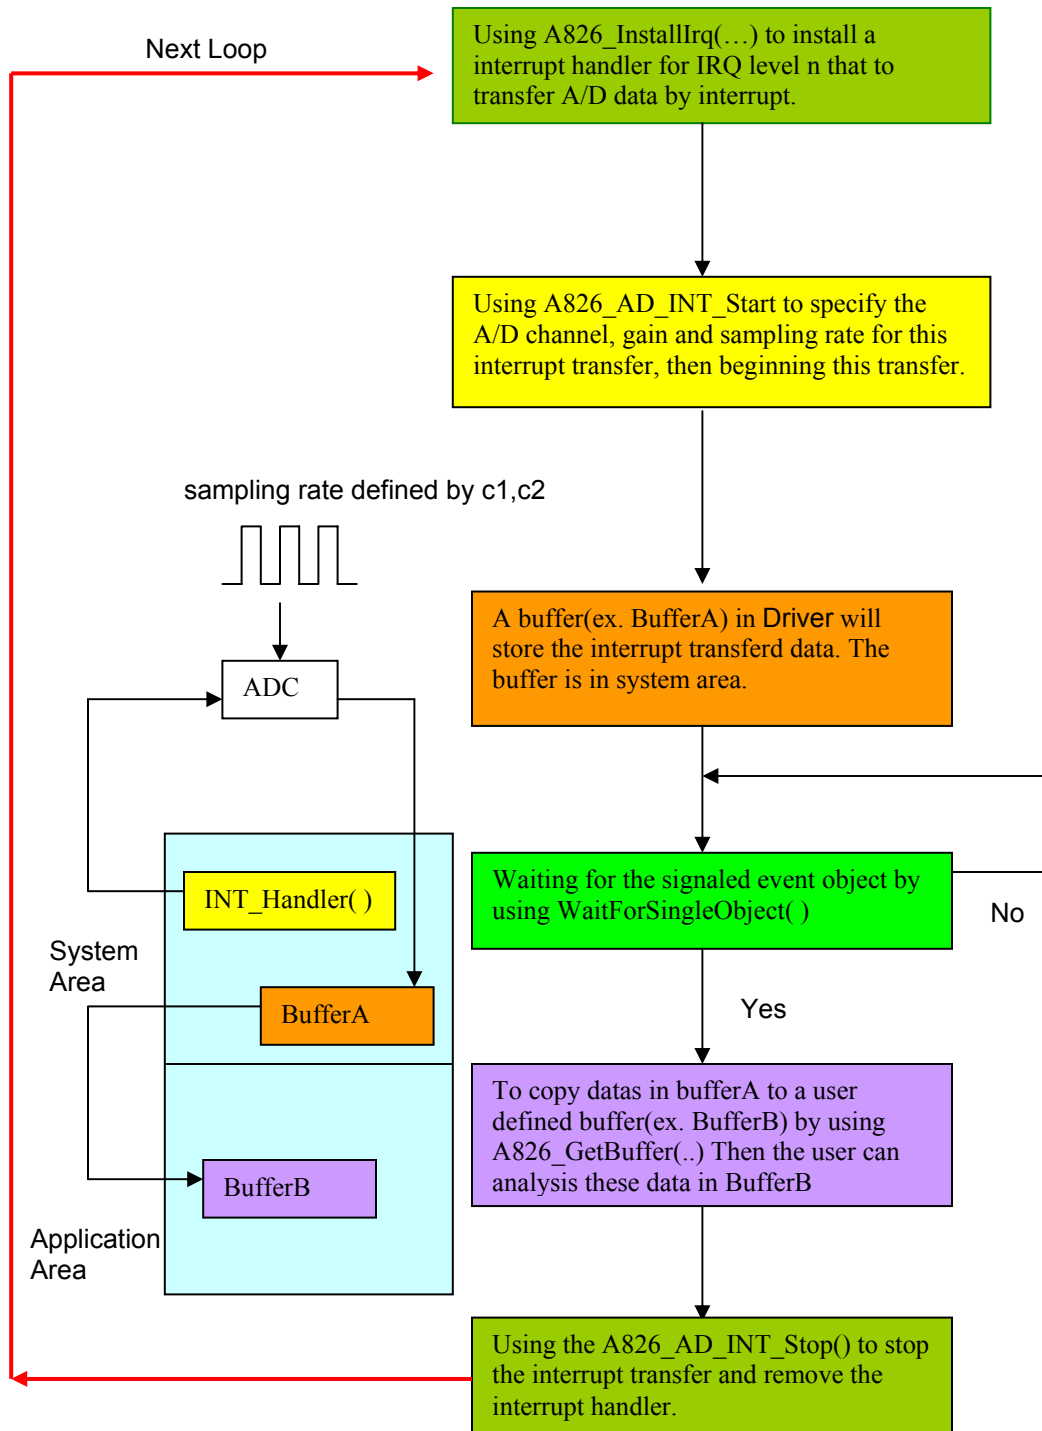 Next Loop
Using A826_InstallIrq(…) to install a
interrupt handler for IRQ level n that to
transfer A/D data by interrupt.
Using A826_AD_INT_Start to specify the
A/D channel, gain and sampling rate for this
interrupt transfer, then beginning this transfer.
sampling rate defined by c1,c2
A buffer(ex. BufferA) in Driver will
store the interrupt transferd data. The
buffer is in system area.
ADC
INT_Handler( )
Waiting for the signaled event object by
using WaitForSingleObject( )
No
System
Area
BufferA
Yes
To copy datas in bufferA to a user
defined buffer(ex. BufferB) by using
A826_GetBuffer(..) Then the user can
analysis these data in BufferB
BufferB
Application
Area
Using the A826_AD_INT_Stop() to stop
the interrupt transfer and remove the
interrupt handler.